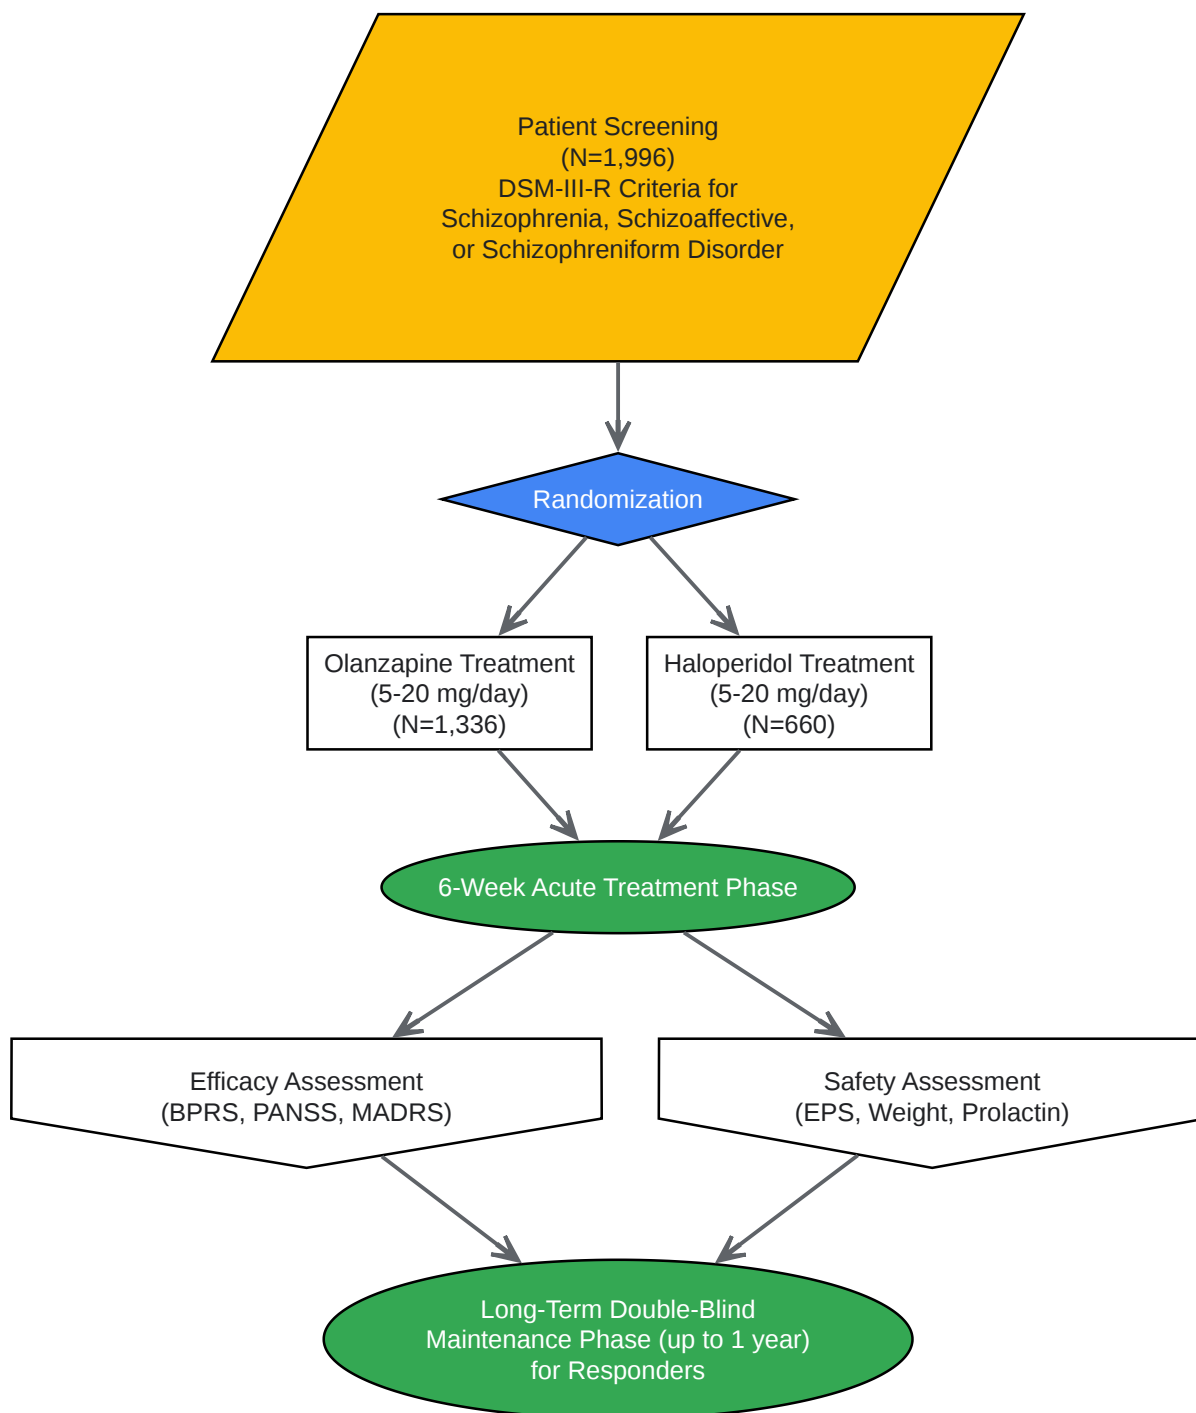 Patient Screening
(N=1,996)
DSM-III-R Criteria for
Schizophrenia, Schizoaffective,
or Schizophreniform Disorder
Randomization
Olanzapine Treatment
(5-20 mg/day)
(N=1,336)
Haloperidol Treatment
(5-20 mg/day)
(N=660)
6-Week Acute Treatment Phase
Efficacy Assessment
(BPRS, PANSS, MADRS)
Safety Assessment
(EPS, Weight, Prolactin)
Long-Term Double-Blind
Maintenance Phase (up to 1 year)
for Responders